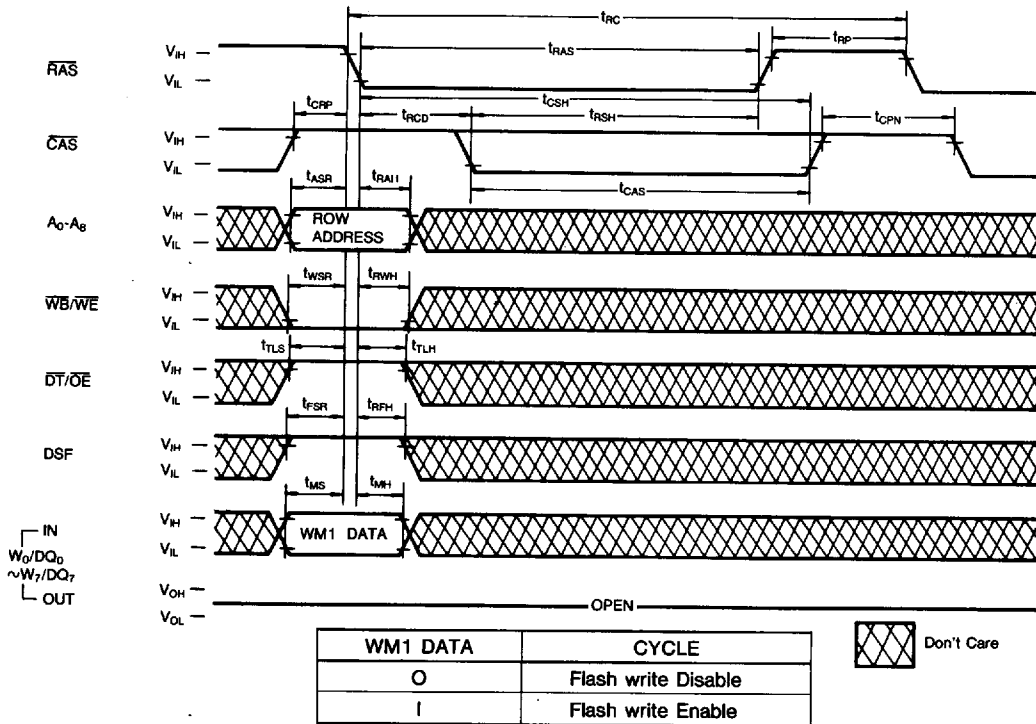 tRC
tRAS
tRP
RAS
VIH
VIL
tCSH
tCRP
tRCD
tRSH
tCPN
CAS
VIH
VIL
tASR
tRAH
tCAS
A0-A8
VIH
VIL
ROW
ADDRESS
tWSR
tRWH
WB/WE
VIH
VIL
tTLS
tTLH
DT/OE
VIH
VIL
tFSR
tRFH
DSF
VIH
VIL
tMS
tMH
IN
VIH
VIL
WM1 DATA
W0/DQ0
~W7/DQ7
OUT
VOH
VOL
OPEN
Don't Care
WM1 DATA CYCLE
O Flash write Disable
I Flash write Enable